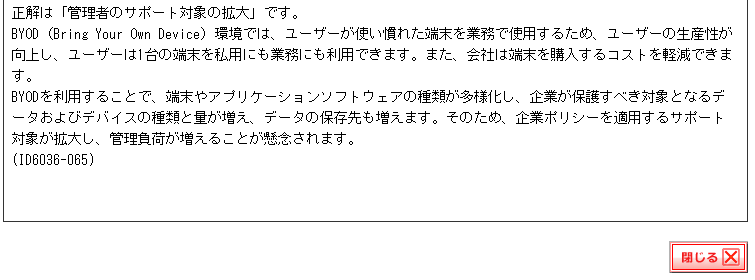 正解は「管理者のサポート対象の拡大」です。
BYOD (Bring Your Own Device) 環境では、ユーザーが使い慣れた端末を業務で使用するため、ユーザーの生産性が
向上し、ユーザーは1台の端末を私用にも業務にも利用できます。また、会社は端末を購入するコストを軽減できま
す。
BYODを利用することで、端末やアプリケーションソフトウェアの種類が多様化し、企業が保護すべき対象となるデ
ータおよびデバイスの種類と量が増え、データの保存先も増えます。そのため、企業ポリシーを適用するサポート
対象が拡大し、管理負荷が増えることが懸念されます。
(ID6036-065)
閉じる